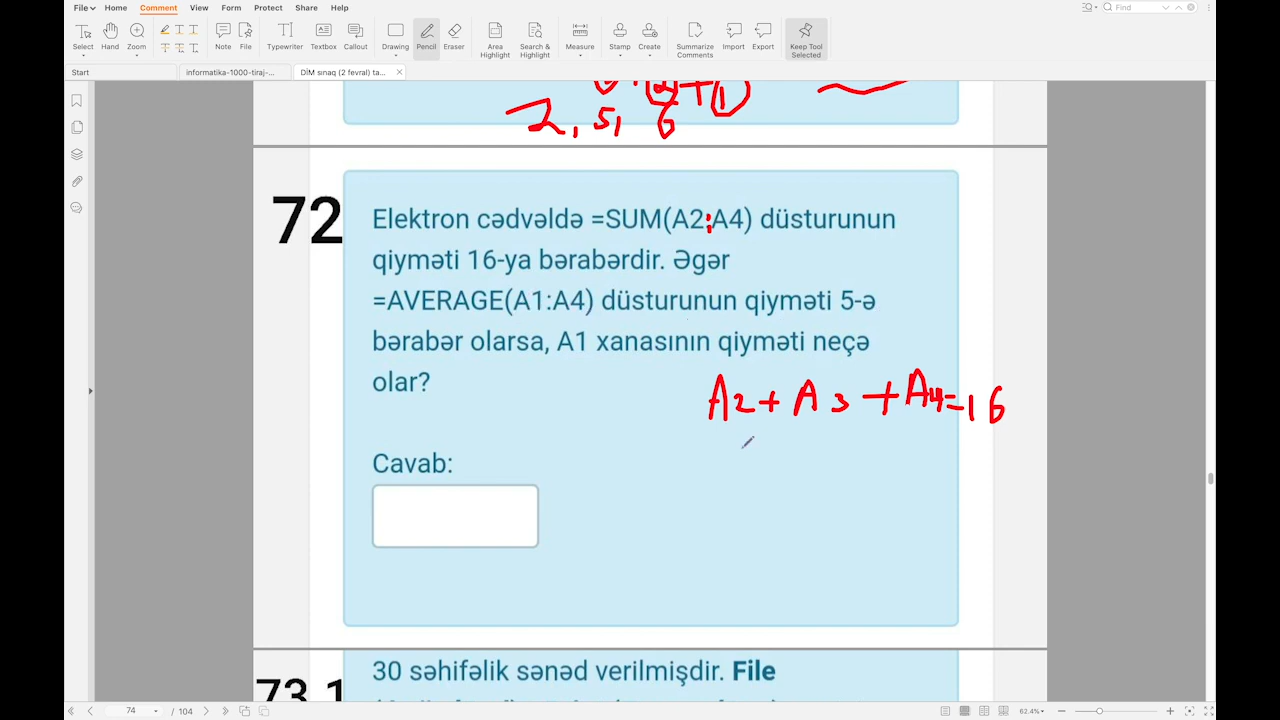 File Home Comment View Form Protect Share Help Find
Select Hand Zoom Note File Typewriter Textbox Callout Drawing Pencil Eraser Area Highlight Search & Highlight Measure Stamp Create Summarize Comments Import Export Keep Tool Selected
Start informatika-1000-tiraj-... DİM sınaq (2 fevral) ta...
2, 5, 6
72
Elektron cədvəldə =SUM(A2:A4) düsturunun
qiyməti 16-ya bərabərdir. Əgər
=AVERAGE(A1:A4) düsturunun qiyməti 5-ə
bərabər olarsa, A1 xanasının qiyməti neçə
olar?
A2+A3+A4=16
Cavab:
30 səhifəlik sənəd verilmişdir. File
73.1
74 / 104 62.4%